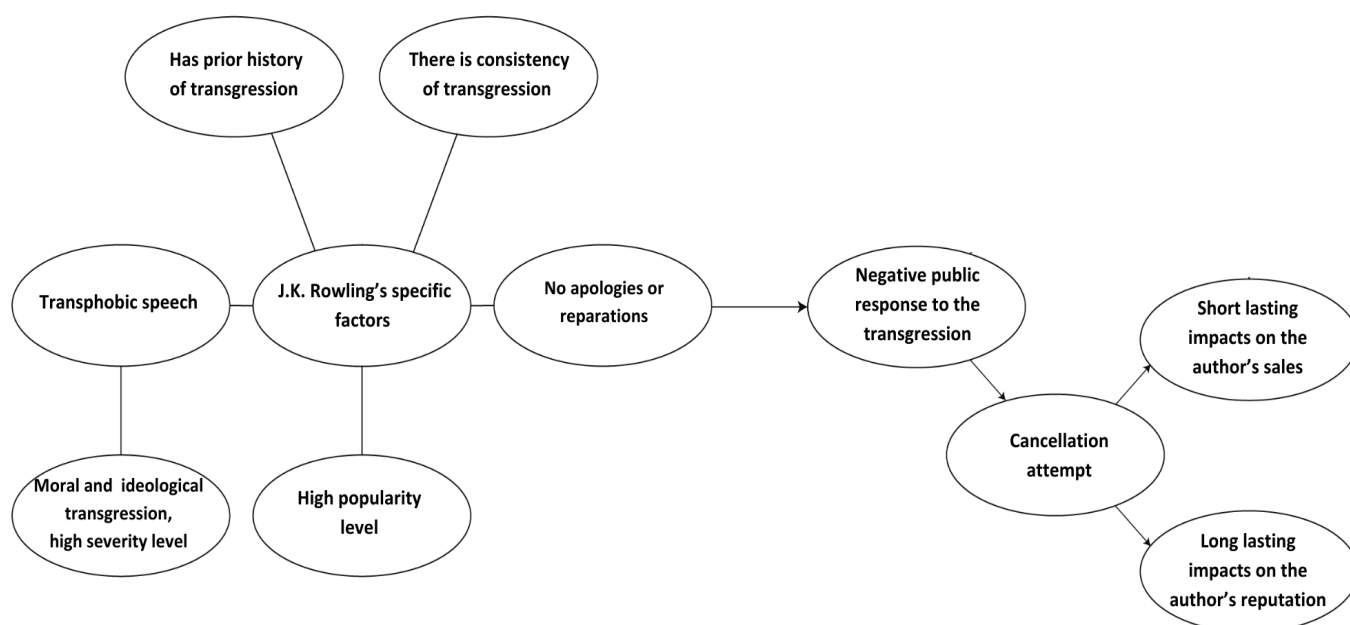 Has prior history
of transgression
There is consistency
of transgression
Transphobic speech
J.K. Rowling’s specific
factors
No apologies or
reparations
Negative public
response to the
transgression
Short lasting
impacts on the
author’s sales
Cancellation
attempt
Moral and ideological
transgression,
high severity level
High popularity
level
Long lasting
impacts on the
author’s reputation